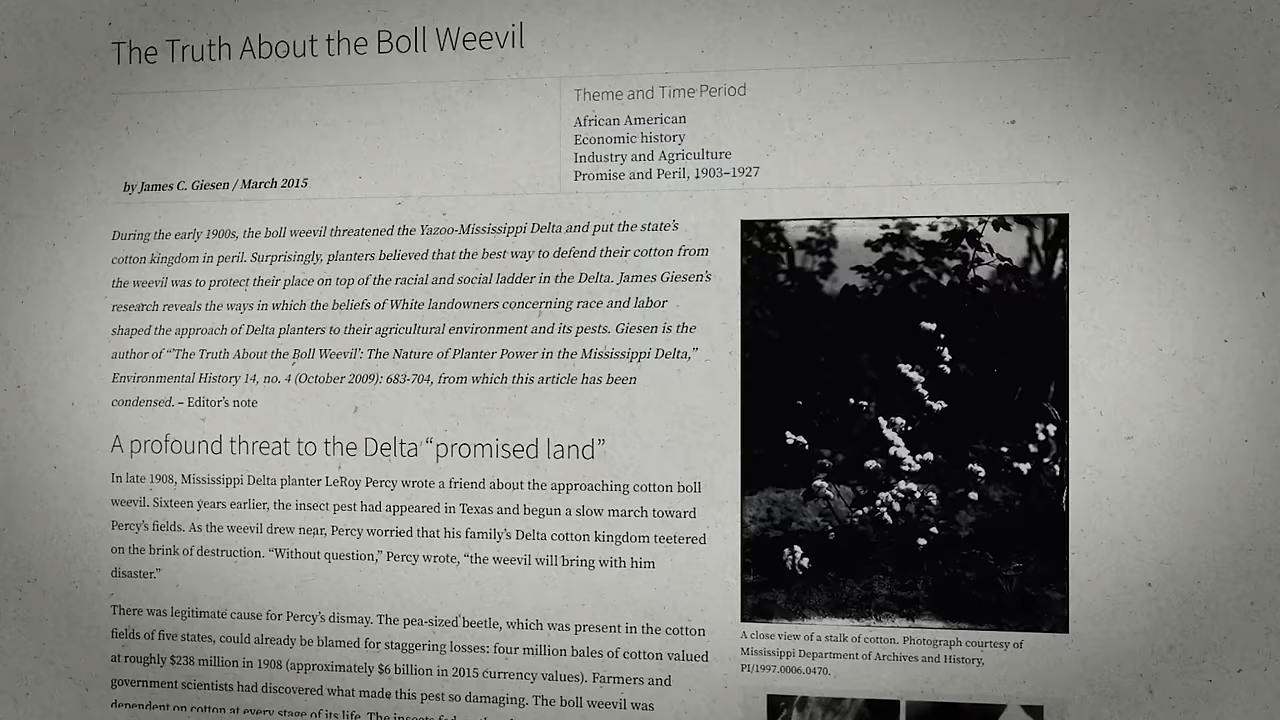 The Truth About the Boll Weevil
Theme and Time Period
African American
Economic history
Industry and Agriculture
Promise and Peril, 1903–1927
by James C. Giesen / March 2015
During the early 1900s, the boll weevil threatened the Yazoo-Mississippi Delta and put the state's
cotton kingdom in peril. Surprisingly, planters believed that the best way to defend their cotton from
the weevil was to protect their place on top of the racial and social ladder in the Delta. James Giesen's
research reveals the ways in which the beliefs of White landowners concerning race and labor
shaped the approach of Delta planters to their agricultural environment and its pests. Giesen is the
author of “'The Truth About the Boll Weevil': The Nature of Planter Power in the Mississippi Delta,”
Environmental History 14, no. 4 (October 2009): 683-704, from which this article has been
condensed. – Editor's note
A profound threat to the Delta “promised land”
In late 1908, Mississippi Delta planter LeRoy Percy wrote a friend about the approaching cotton boll
weevil. Sixteen years earlier, the insect pest had appeared in Texas and begun a slow march toward
Percy's fields. As the weevil drew near, Percy worried that his family's Delta cotton kingdom teetered
on the brink of destruction. “Without question,” Percy wrote, “the weevil will bring with him
disaster.”
There was legitimate cause for Percy's dismay. The pea-sized beetle, which was present in the cotton
fields of five states, could already be blamed for staggering losses: four million bales of cotton valued
at roughly $238 million in 1908 (approximately $6 billion in 2015 currency values). Farmers and
government scientists had discovered what made this pest so damaging. The boll weevil was
dependent on cotton at every stage of its life. The insects fed
A close view of a stalk of cotton. Photograph courtesy of
Mississippi Department of Archives and History,
PI/1997.0006.0470.